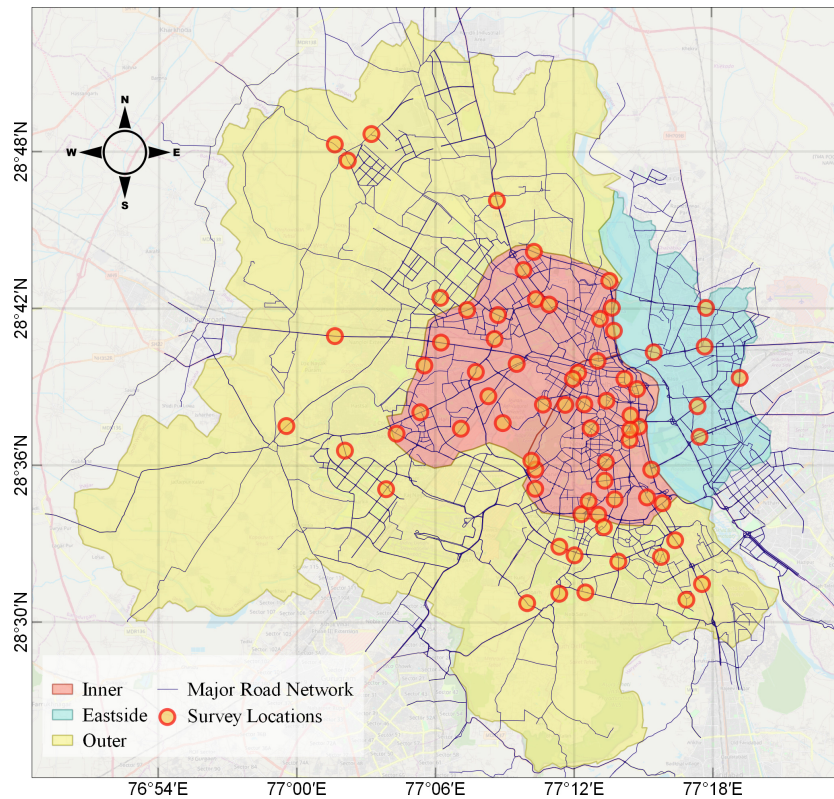 N
W E
S
28°48'N
28°42'N
28°36'N
28°30'N
Inner
Eastside
Outer
Major Road Network
Survey Locations
76°54'E 77°00'E 77°06'E 77°12'E 77°18'E